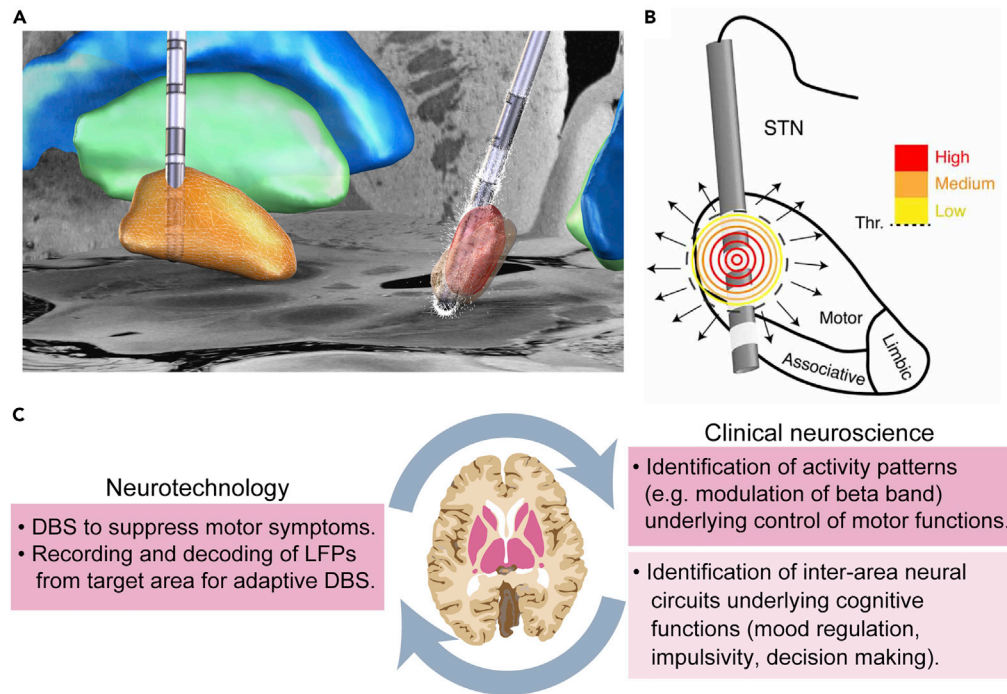 A
B
STN
High
Medium
Low
Thr.
Motor
Associative
Limbic
C
Neurotechnology
• DBS to suppress motor symptoms.
• Recording and decoding of LFPs
from target area for adaptive DBS.
Clinical neuroscience
• Identification of activity patterns
(e.g. modulation of beta band)
underlying control of motor functions.
• Identification of inter-area neural
circuits underlying cognitive
functions (mood regulation,
impulsivity, decision making).